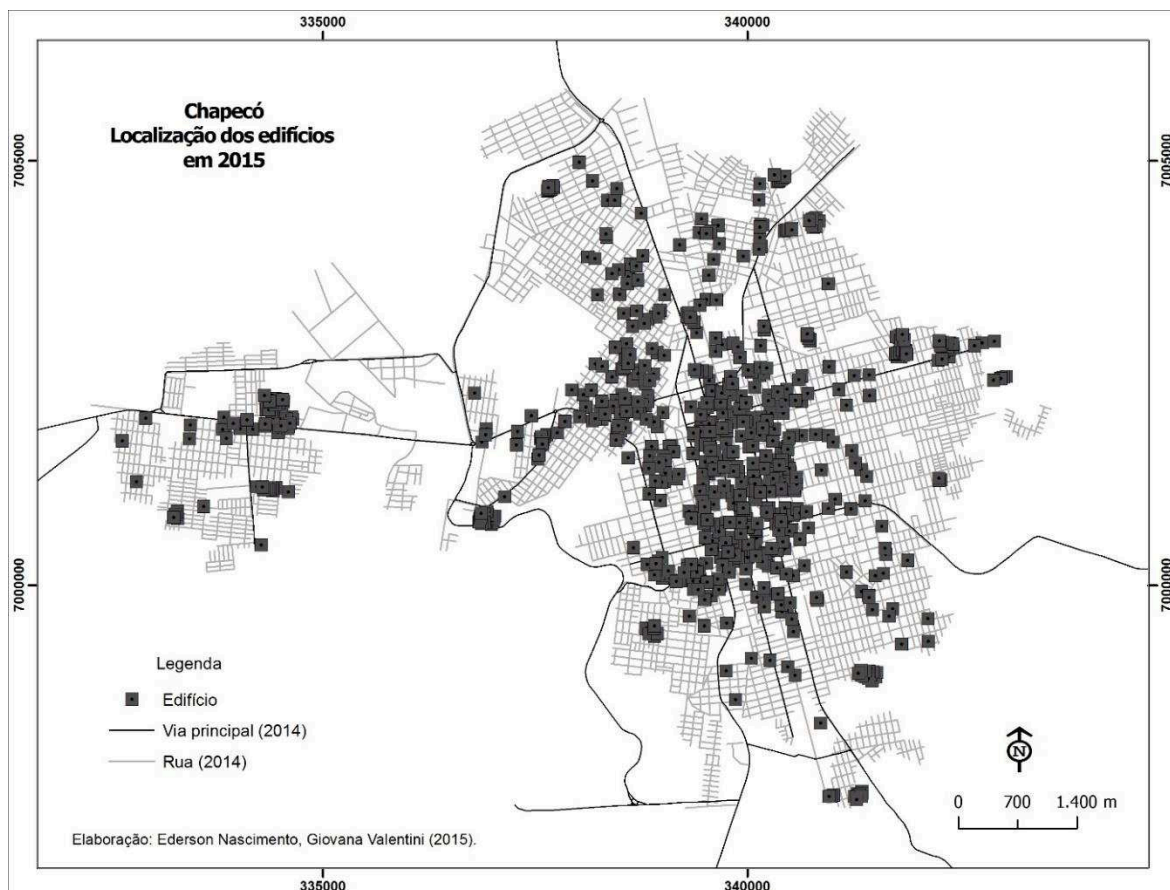 335000
340000
Chapecó
Localização dos edifícios
em 2015
7005000
7005000
7000000
7000000
Legenda
Edifício
Via principal (2014)
Rua (2014)
N
0 700 1.400 m
Elaboração: Ederson Nascimento, Giovana Valentini (2015).
335000
340000